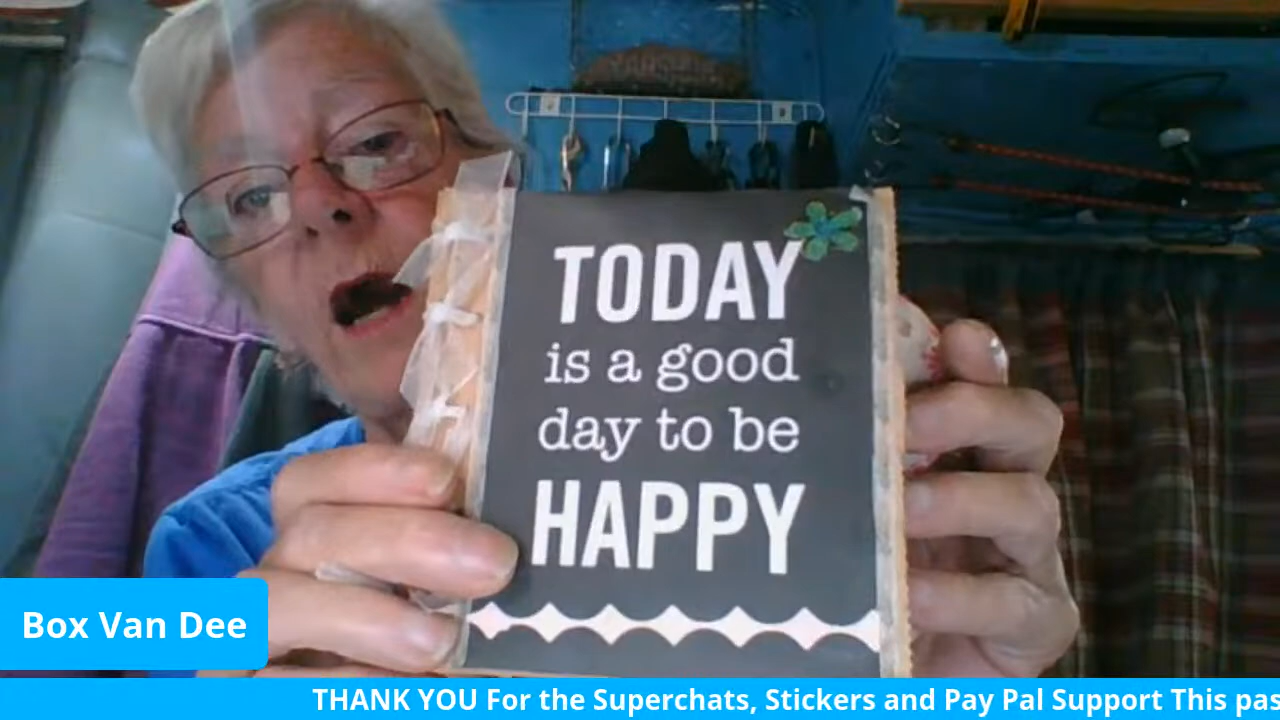 TODAY
is a good
day to be
HAPPY
Box Van Dee
THANK YOU For the Superchats, Stickers and Pay Pal Support This pas